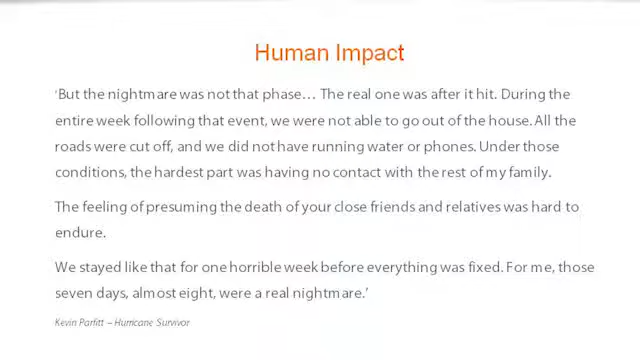 Human Impact
‘But the nightmare was not that phase… The real one was after it hit. During the
entire week following that event, we were not able to go out of the house. All the
roads were cut off, and we did not have running water or phones. Under those
conditions, the hardest part was having no contact with the rest of my family.
The feeling of presuming the death of your close friends and relatives was hard to
endure.
We stayed like that for one horrible week before everything was fixed. For me, those
seven days, almost eight, were a real nightmare.’
Kevin Parfitt – Hurricane Survivor